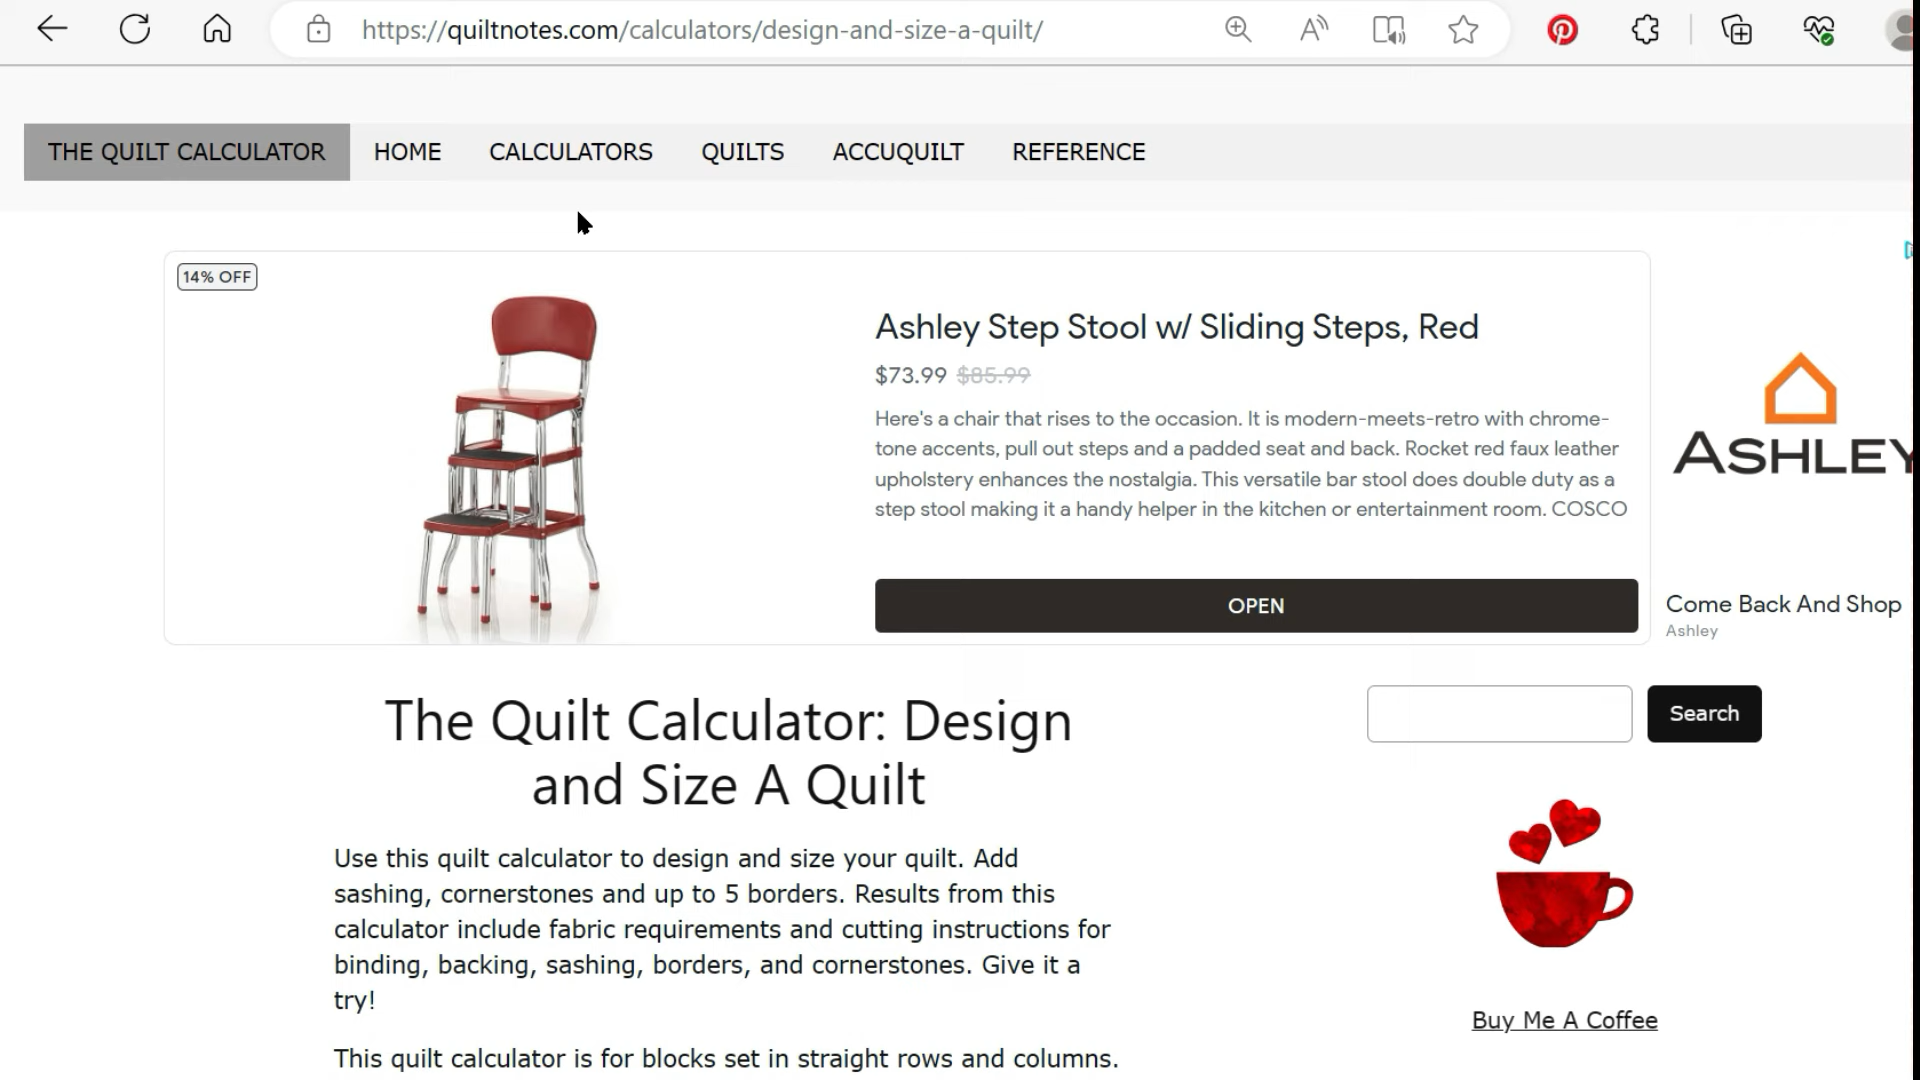 https://quiltnotes.com/calculators/design-and-size-a-quilt/
THE QUILT CALCULATOR HOME CALCULATORS QUILTS ACCUQUILT REFERENCE
14% OFF
Ashley Step Stool w/ Sliding Steps, Red
$73.99 $85.99
Here's a chair that rises to the occasion. It is modern-meets-retro with chrome-
tone accents, pull out steps and a padded seat and back. Rocket red faux leather
upholstery enhances the nostalgia. This versatile bar stool does double duty as a
step stool making it a handy helper in the kitchen or entertainment room. COSCO
OPEN
ASHLEY
Come Back And Shop
Ashley
The Quilt Calculator: Design
and Size A Quilt
Use this quilt calculator to design and size your quilt. Add
sashing, cornerstones and up to 5 borders. Results from this
calculator include fabric requirements and cutting instructions for
binding, backing, sashing, borders, and cornerstones. Give it a
try!
This quilt calculator is for blocks set in straight rows and columns.
Search
Buy Me A Coffee